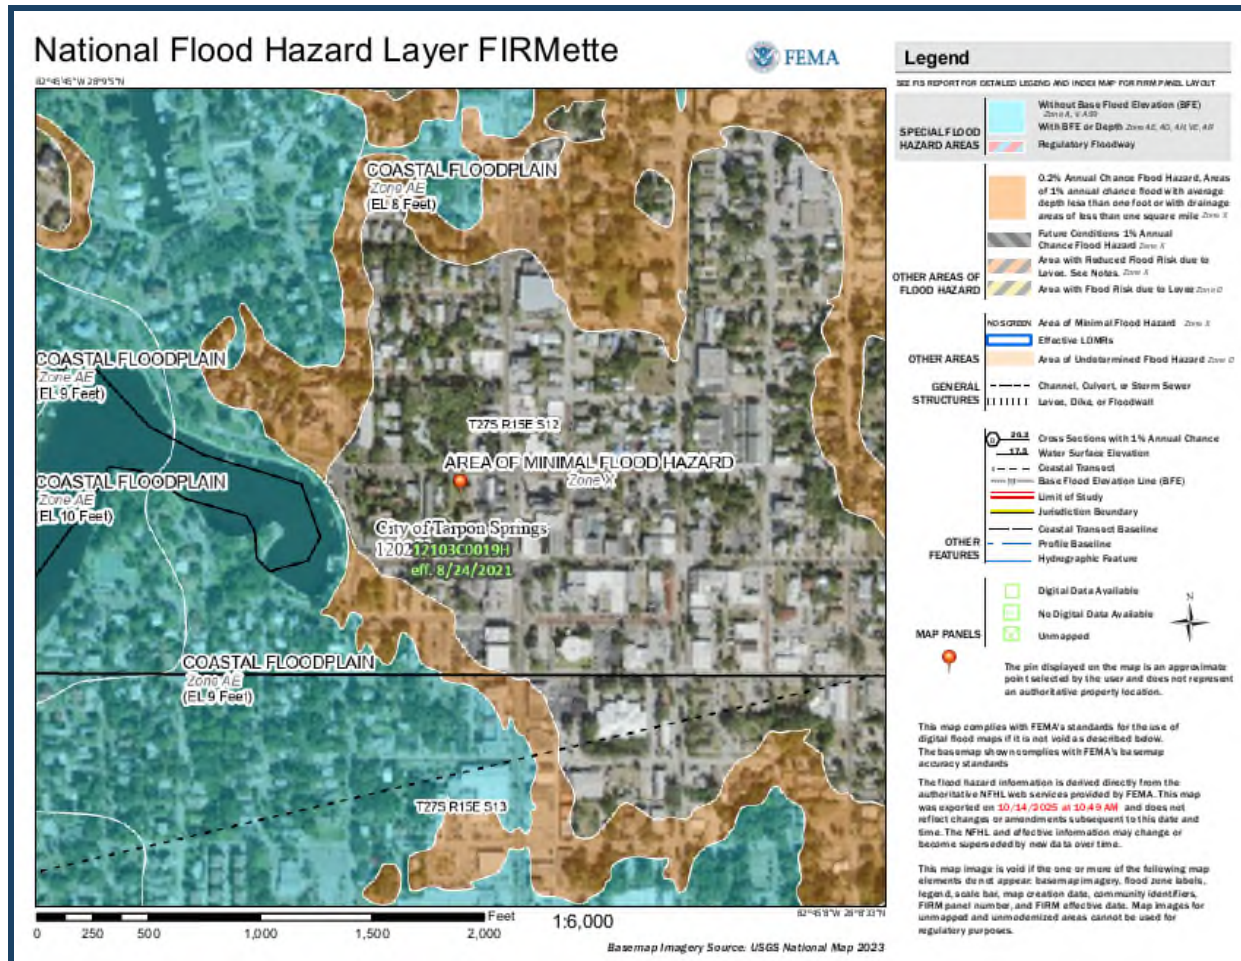 National Flood Hazard Layer FIRMette
FEMA
82°45'45"W 28°9'5"N
COASTAL FLOODPLAIN
Zone AE
(EL 8 Feet)
COASTAL FLOODPLAIN
Zone AE
(EL 9 Feet)
T27S R15E S12
AREA OF MINIMAL FLOOD HAZARD
Zone X
COASTAL FLOODPLAIN
Zone AE
(EL 10 Feet)
City of Tarpon Springs
12103C0019H
eff. 8/24/2021
COASTAL FLOODPLAIN
Zone AE
(EL 9 Feet)
T27S R15E S13
82°45'8"W 28°8'33"N
Feet
0 250 500 1,000 1,500 2,000
1:6,000
Basemap Imagery Source: USGS National Map 2023
Legend
SEE FIS REPORT FOR DETAILED LEGEND AND INDEX MAP FOR FIRM PANEL LAYOUT
SPECIAL FLOOD
HAZARD AREAS
Without Base Flood Elevation (BFE)
Zone A, V, A99
With BFE or Depth Zone AE, AO, AH, VE, AR
Regulatory Floodway
OTHER AREAS OF
FLOOD HAZARD
0.2% Annual Chance Flood Hazard, Areas
of 1% annual chance flood with average
depth less than one foot or with drainage
areas of less than one square mile Zone X
Future Conditions 1% Annual
Chance Flood Hazard Zone X
Area with Reduced Flood Risk due to
Levee. See Notes. Zone X
Area with Flood Risk due to Levee Zone D
OTHER AREAS
NO SCREEN Area of Minimal Flood Hazard Zone X
Effective LOMRs
Area of Undetermined Flood Hazard Zone D
GENERAL
STRUCTURES
Channel, Culvert, or Storm Sewer
Levee, Dike, or Floodwall
OTHER
FEATURES
20.2 Cross Sections with 1% Annual Chance
17.5 Water Surface Elevation
Coastal Transect
Base Flood Elevation Line (BFE)
Limit of Study
Jurisdiction Boundary
Coastal Transect Baseline
Profile Baseline
Hydrographic Feature
MAP PANELS
Digital Data Available
No Digital Data Available
Unmapped
N
The pin displayed on the map is an approximate
point selected by the user and does not represent
an authoritative property location.
This map complies with FEMA's standards for the use of
digital flood maps if it is not void as described below.
The basemap shown complies with FEMA's basemap
accuracy standards
The flood hazard information is derived directly from the
authoritative NFHL web services provided by FEMA. This map
was exported on 10/14/2025 at 10:49 AM and does not
reflect changes or amendments subsequent to this date and
time. The NFHL and effective information may change or
become superseded by new data over time.
This map image is void if the one or more of the following map
elements do not appear: basemap imagery, flood zone labels,
legend, scale bar, map creation date, community identifiers,
FIRM panel number, and FIRM effective date. Map images for
unmapped and unmodernized areas cannot be used for
regulatory purposes.